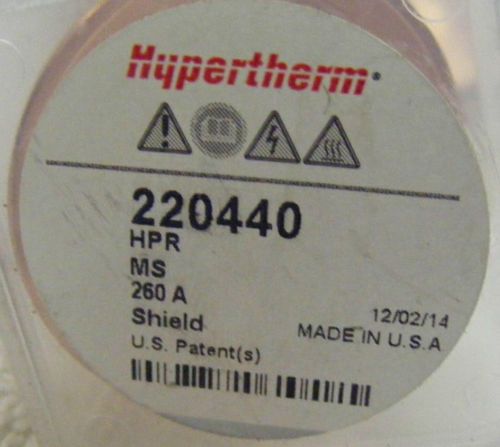 Hypertherm®
220440
HPR
MS
260 A
Shield
12/02/14
U.S. Patent(s)
MADE IN U.S.A